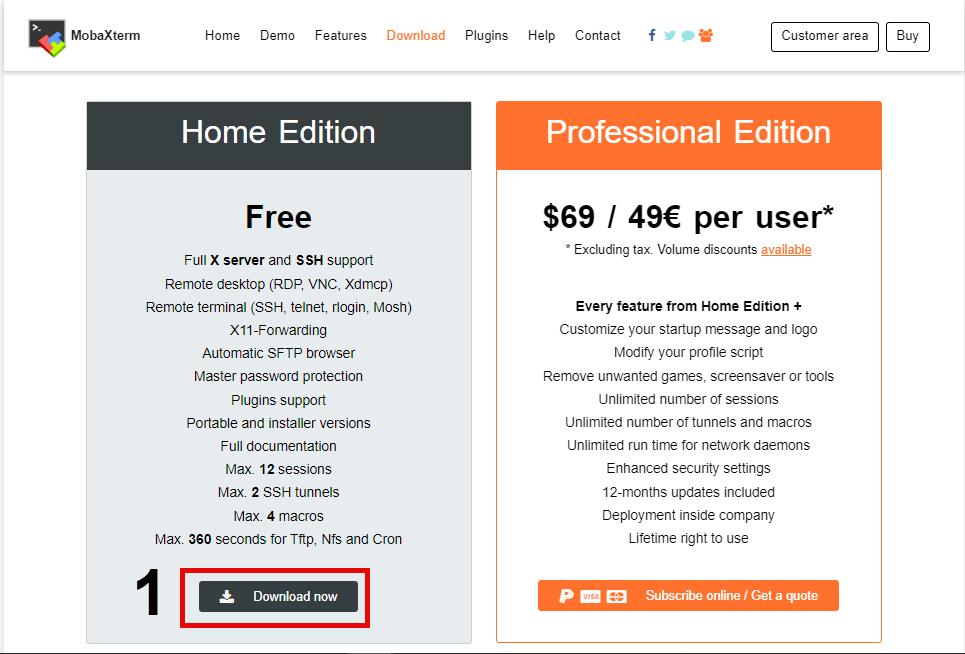 MobaXterm
Home Demo Features Download Plugins Help Contact
Customer area
Buy
Home Edition
Free
Full X server and SSH support
Remote desktop (RDP, VNC, Xdmcp)
Remote terminal (SSH, telnet, rlogin, Mosh)
X11-Forwarding
Automatic SFTP browser
Master password protection
Plugins support
Portable and installer versions
Full documentation
Max. 12 sessions
Max. 2 SSH tunnels
Max. 4 macros
Max. 360 seconds for Tftp, Nfs and Cron
1
Download now
Professional Edition
$69 / 49€ per user*
* Excluding tax. Volume discounts available
Every feature from Home Edition +
Customize your startup message and logo
Modify your profile script
Remove unwanted games, screensaver or tools
Unlimited number of sessions
Unlimited number of tunnels and macros
Unlimited run time for network daemons
Enhanced security settings
12-months updates included
Deployment inside company
Lifetime right to use
VISA
Subscribe online / Get a quote